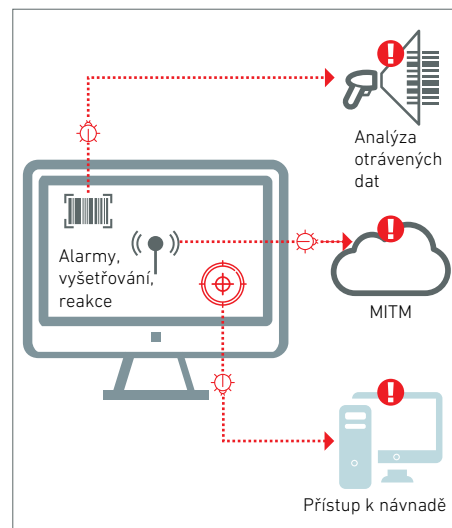 Analýza
otrávených
dat
Alarmy,
vyšetřování,
reakce
MITM
Přístup k návnadě